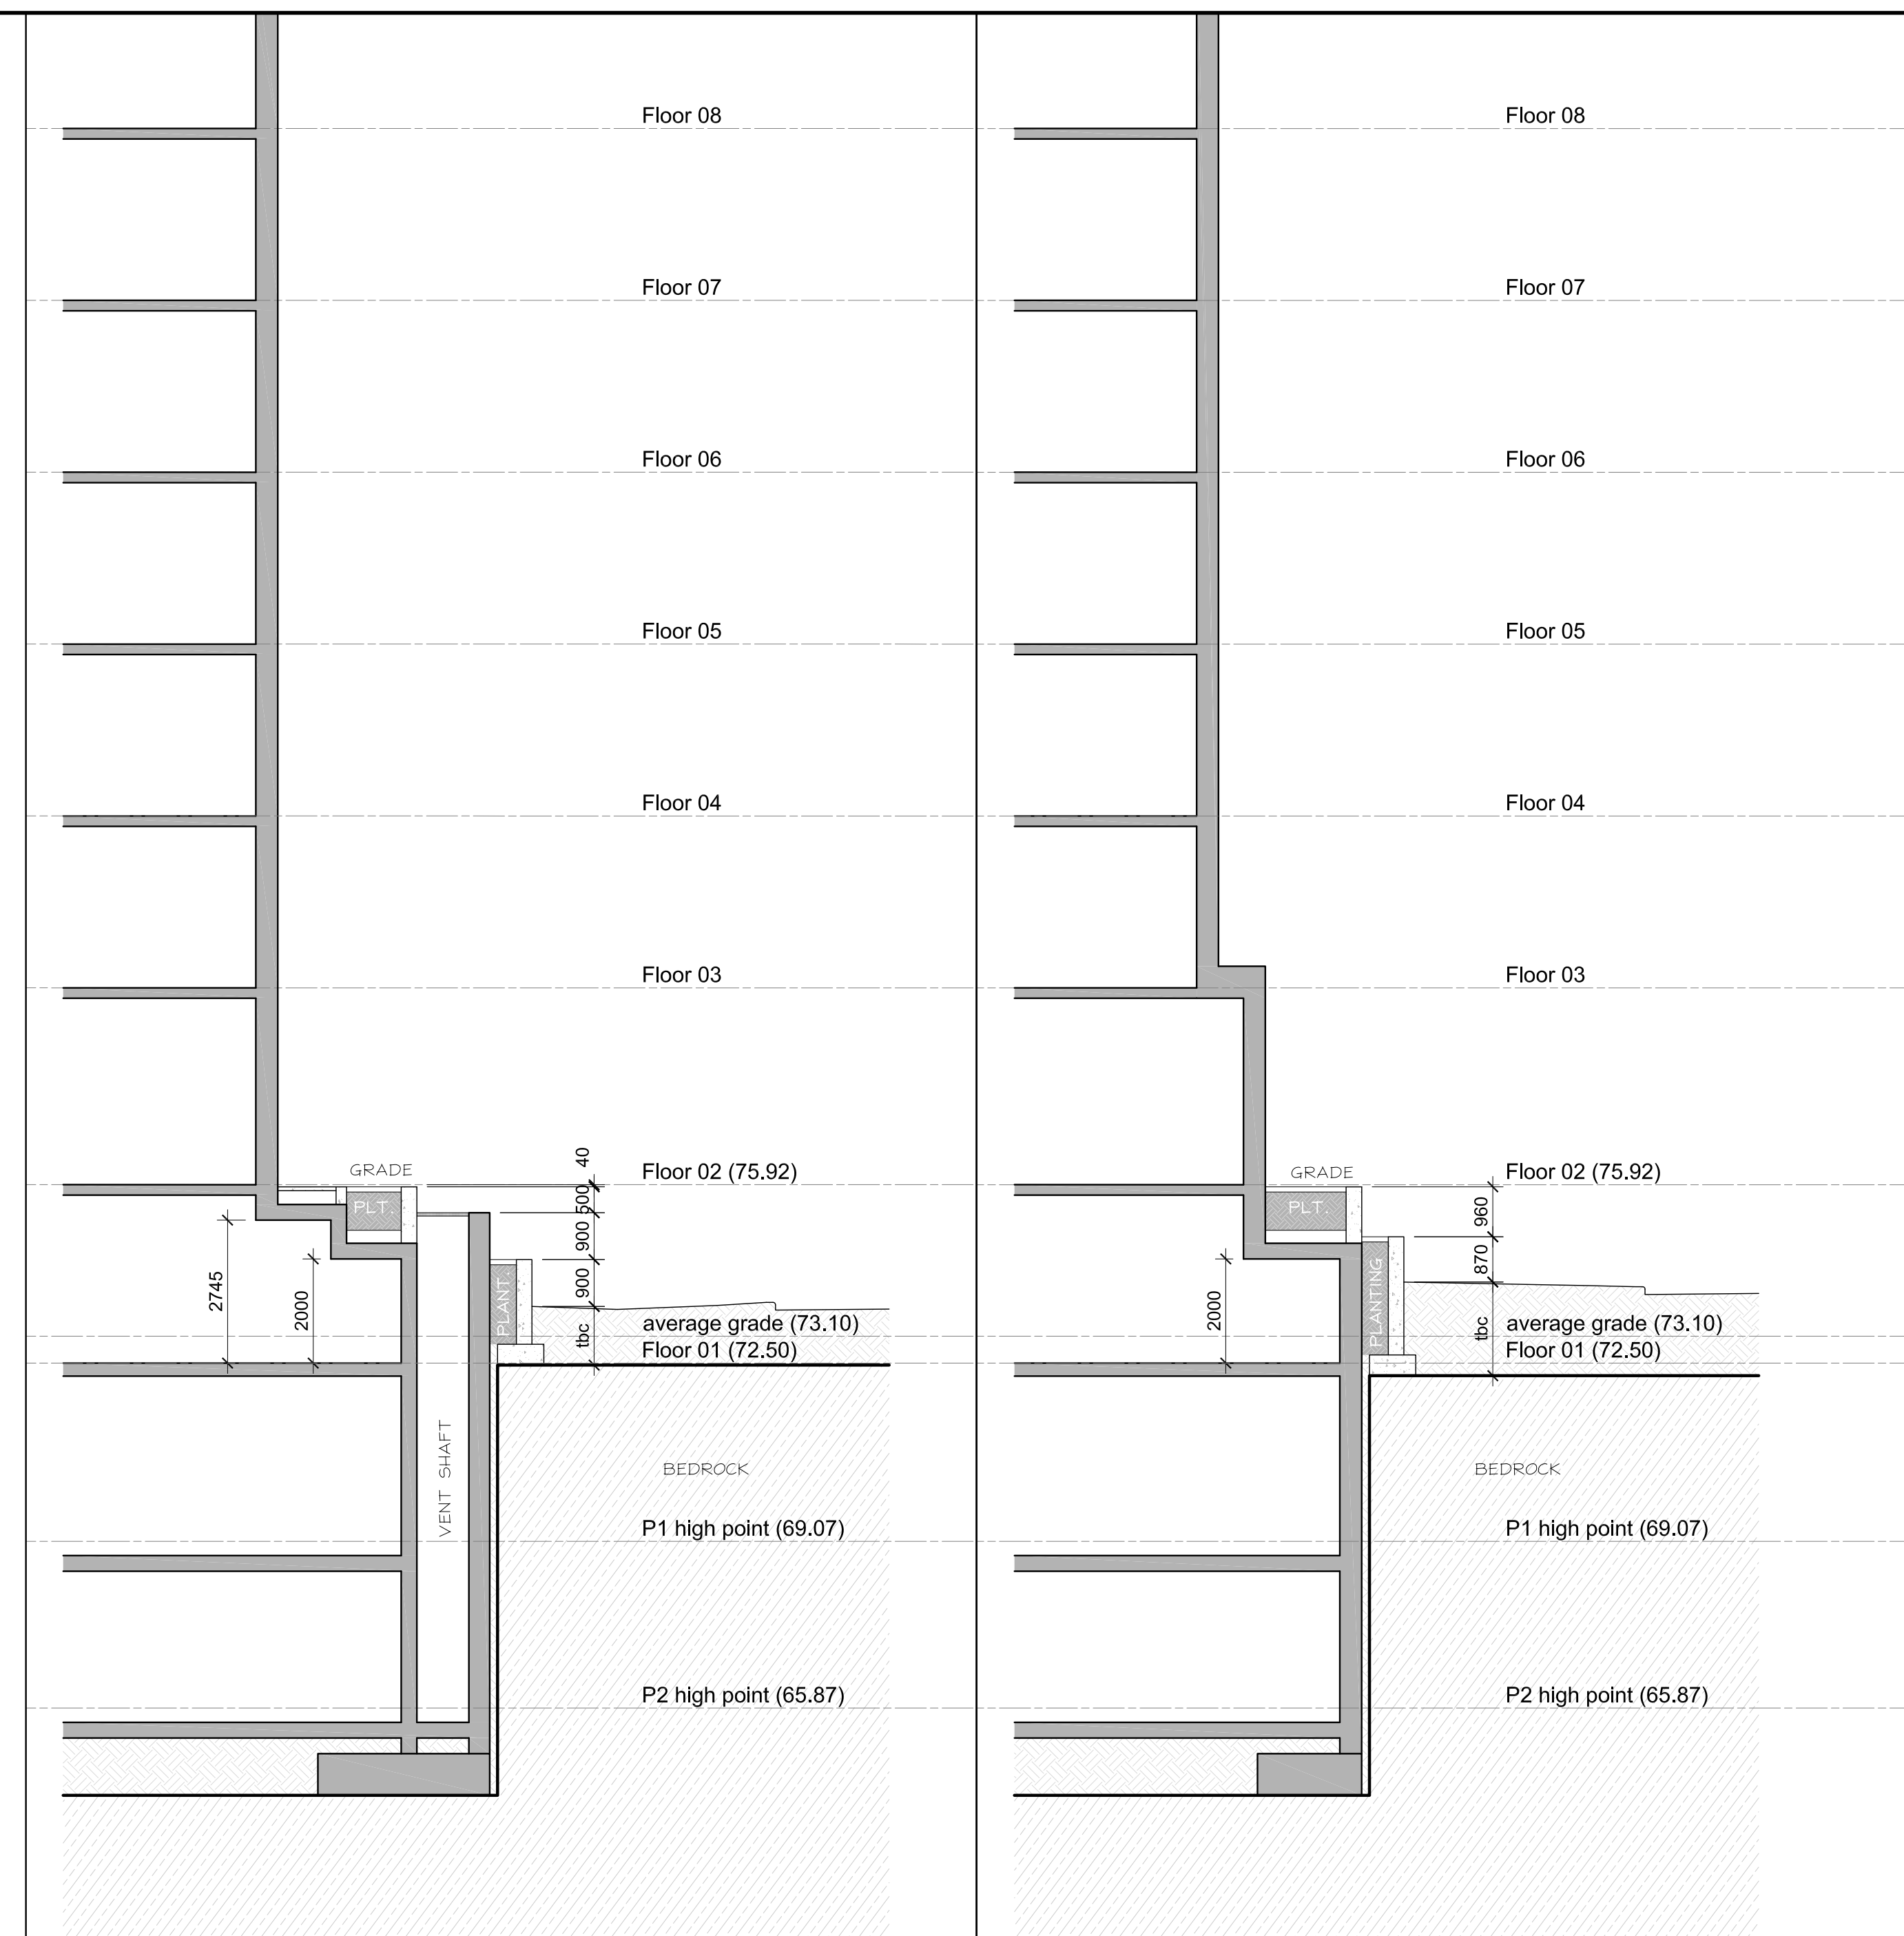 Floor 08
Floor 07
Floor 06
Floor 05
Floor 04
Floor 03
40
GRADE
Floor 02 (75.92)
500
PLT.
900
2745
2000
900
PLANT.
tbc
average grade (73.10)
Floor 01 (72.50)
VENT SHAFT
BEDROCK
P1 high point (69.07)
P2 high point (65.87)
Floor 08
Floor 07
Floor 06
Floor 05
Floor 04
Floor 03
GRADE
Floor 02 (75.92)
PLT.
960
870
2000
PLANTING
tbc
average grade (73.10)
Floor 01 (72.50)
BEDROCK
P1 high point (69.07)
P2 high point (65.87)